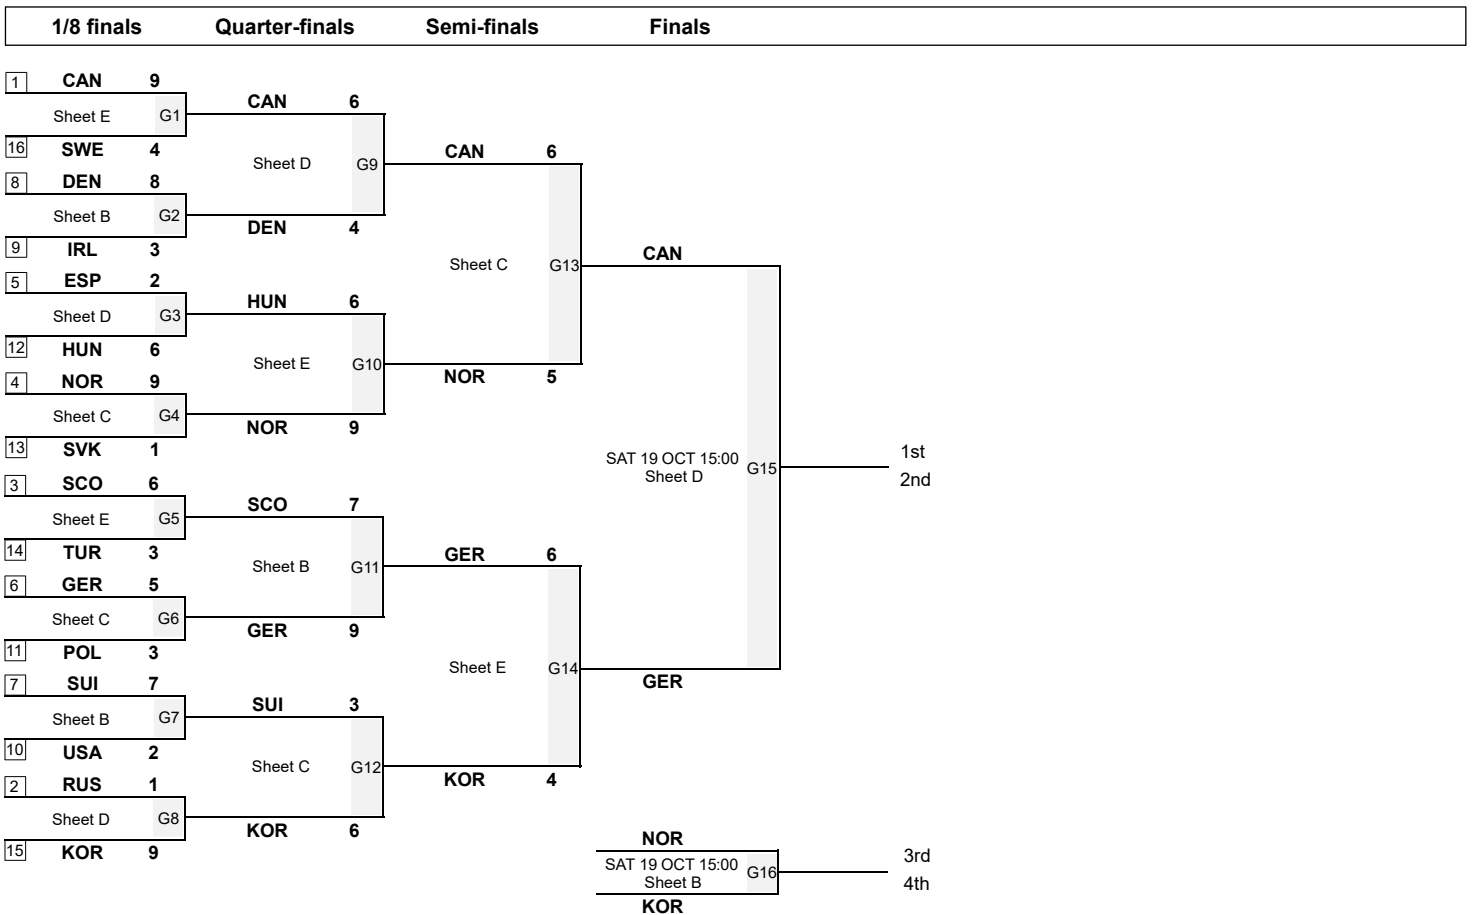 1/8 finals Quarter-finals Semi-finals Finals
1 CAN 9
Sheet E G1
16 SWE 4
8 DEN 8
Sheet B G2
9 IRL 3
5 ESP 2
Sheet D G3
12 HUN 6
4 NOR 9
Sheet C G4
13 SVK 1
3 SCO 6
Sheet E G5
14 TUR 3
6 GER 5
Sheet C G6
11 POL 3
7 SUI 7
Sheet B G7
10 USA 2
2 RUS 1
Sheet D G8
15 KOR 9
CAN 6
Sheet D G9
DEN 4
HUN 6
Sheet E G10
NOR 9
SCO 7
Sheet B G11
GER 9
SUI 3
Sheet C G12
KOR 6
CAN 6
Sheet C G13
NOR 5
GER 6
Sheet E G14
KOR 4
CAN
SAT 19 OCT 15:00
Sheet D G15
GER
1st
2nd
NOR
SAT 19 OCT 15:00
Sheet B G16
KOR
3rd
4th